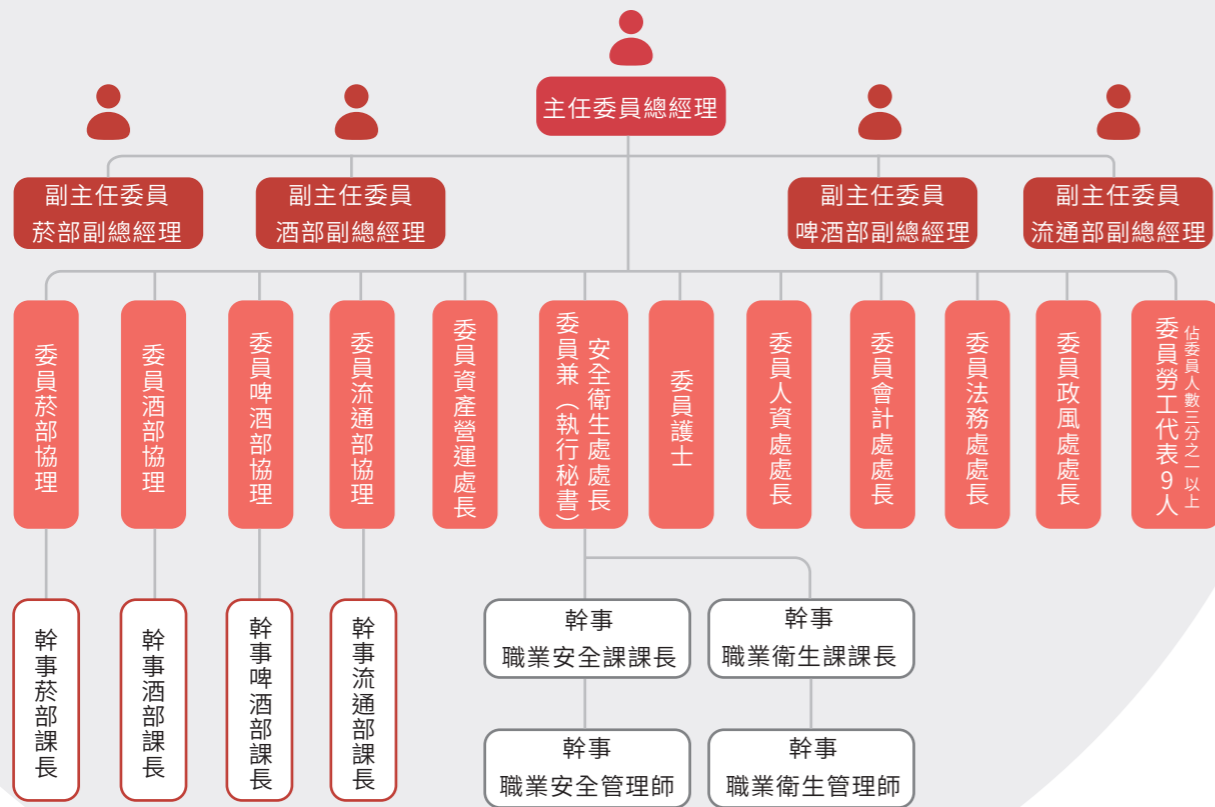 主任委員總經理
副主任委員
菸部副總經理
副主任委員
酒部副總經理
副主任委員
啤酒部副總經理
副主任委員
流通部副總經理
委員菸部協理
委員酒部協理
委員啤酒部協理
委員流通部協理
委員資產營運處長
安全衛生處處長
委員兼（執行秘書）
委員護士
委員人資處處長
委員會計處處長
委員法務處處長
委員政風處處長
佔委員人數三分之一以上
委員勞工代表9人
幹事菸部課長
幹事酒部課長
幹事啤酒部課長
幹事流通部課長
幹事
職業安全課課長
幹事
職業衛生課課長
幹事
職業安全管理師
幹事
職業衛生管理師